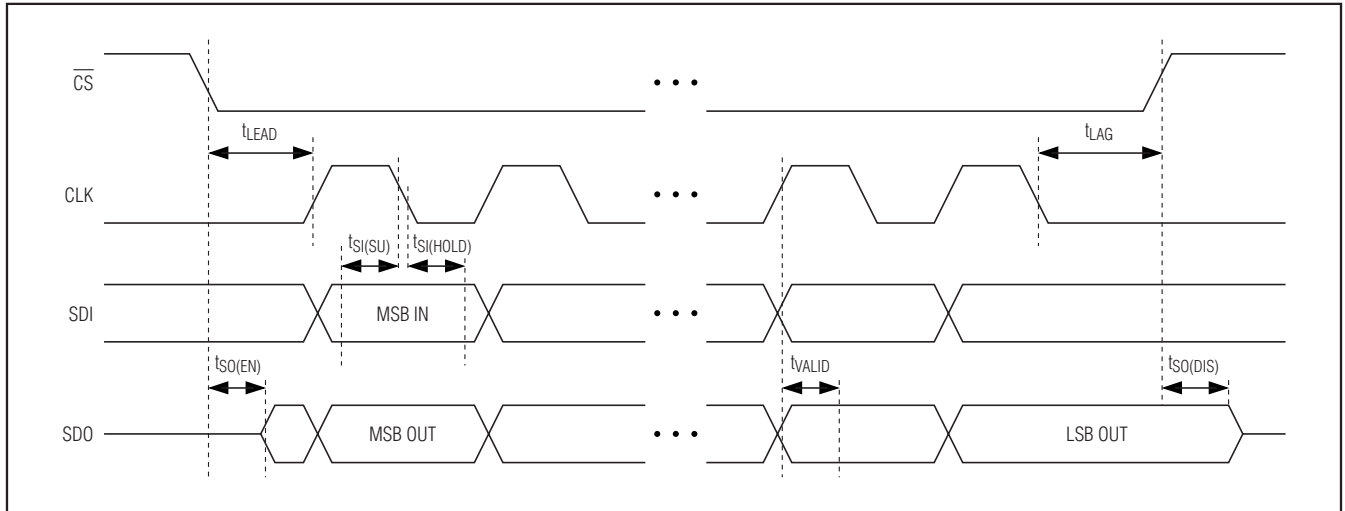 CS
tLEAD
tLAG
CLK
tSI(SU)
tSI(HOLD)
SDI
MSB IN
tSO(EN)
tVALID
tSO(DIS)
SDO
MSB OUT
LSB OUT